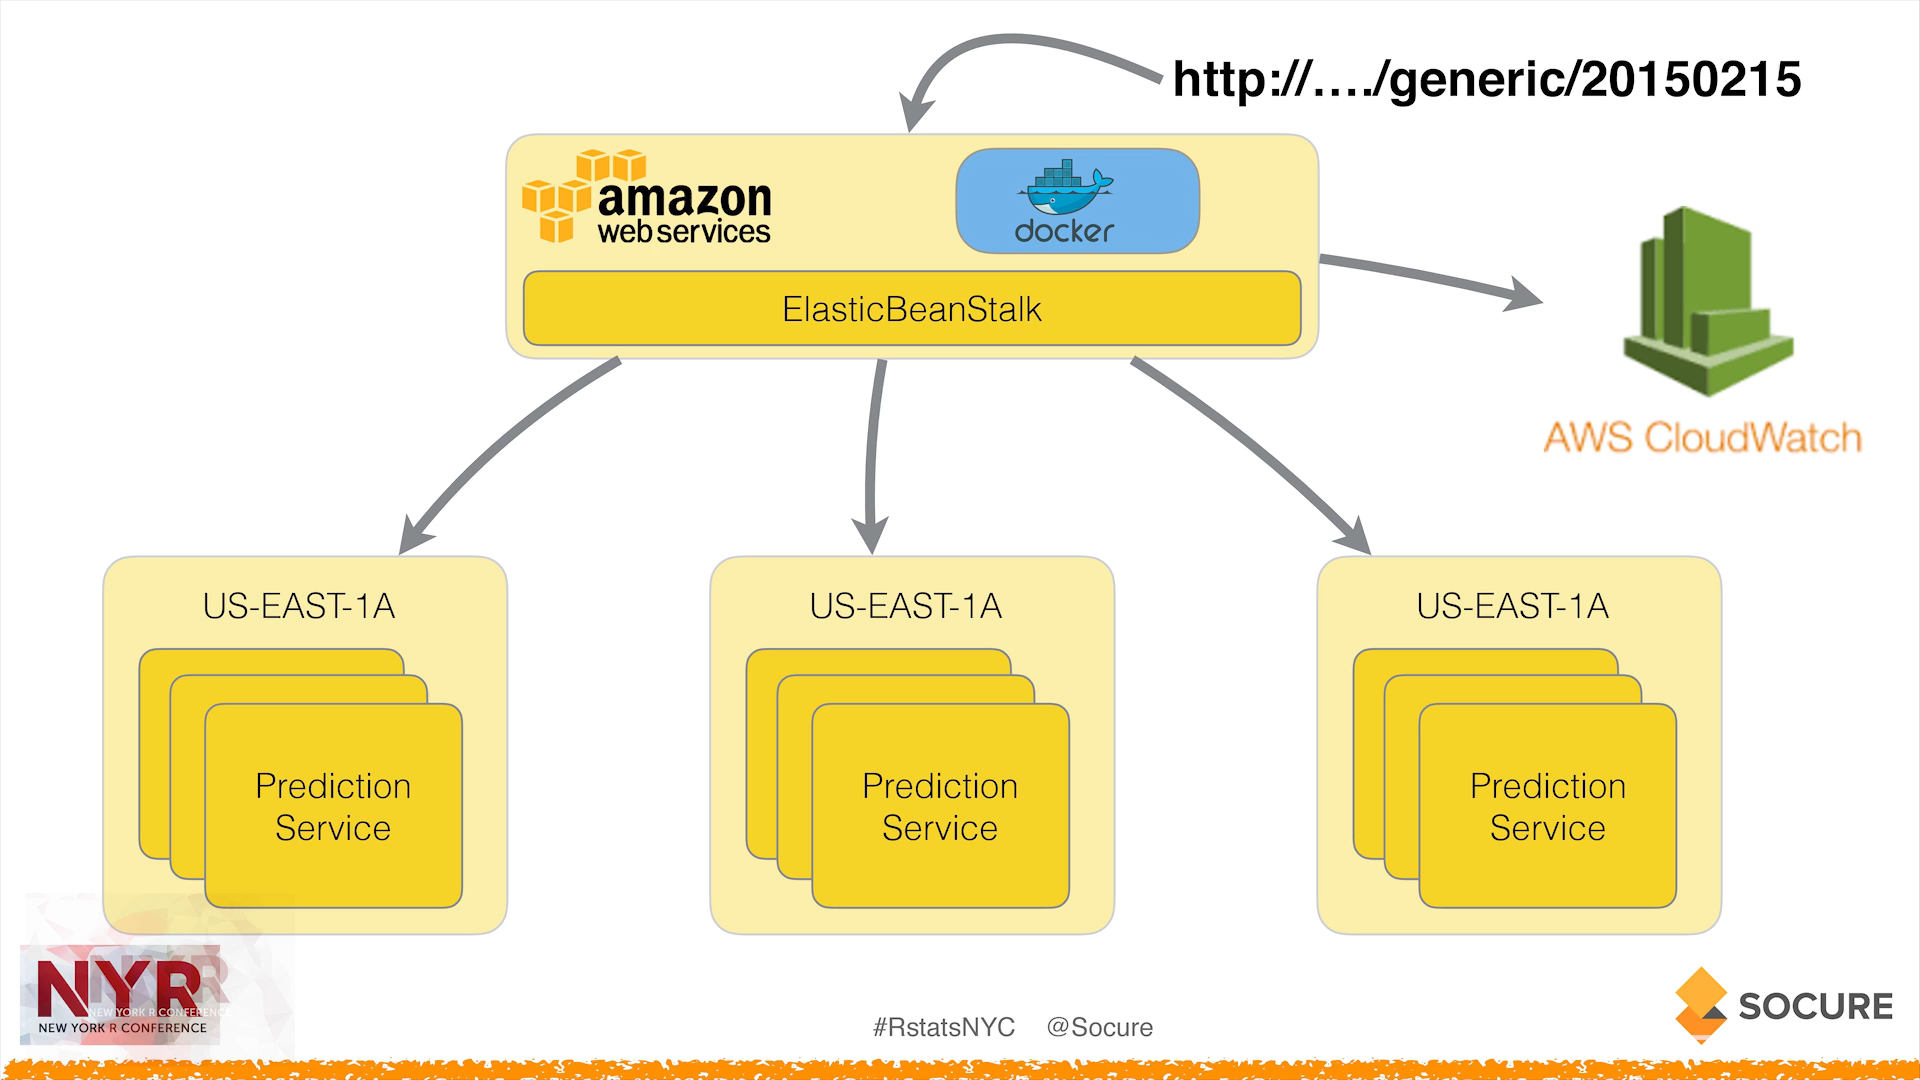 http://..../generic/20150215
amazon
web services
docker
ElasticBeanStalk
AWS CloudWatch
US-EAST-1A
US-EAST-1A
US-EAST-1A
Prediction
Service
Prediction
Service
Prediction
Service
NYR
NEW YORK R CONFERENCE
#RstatsNYC @Socure
SOCURE